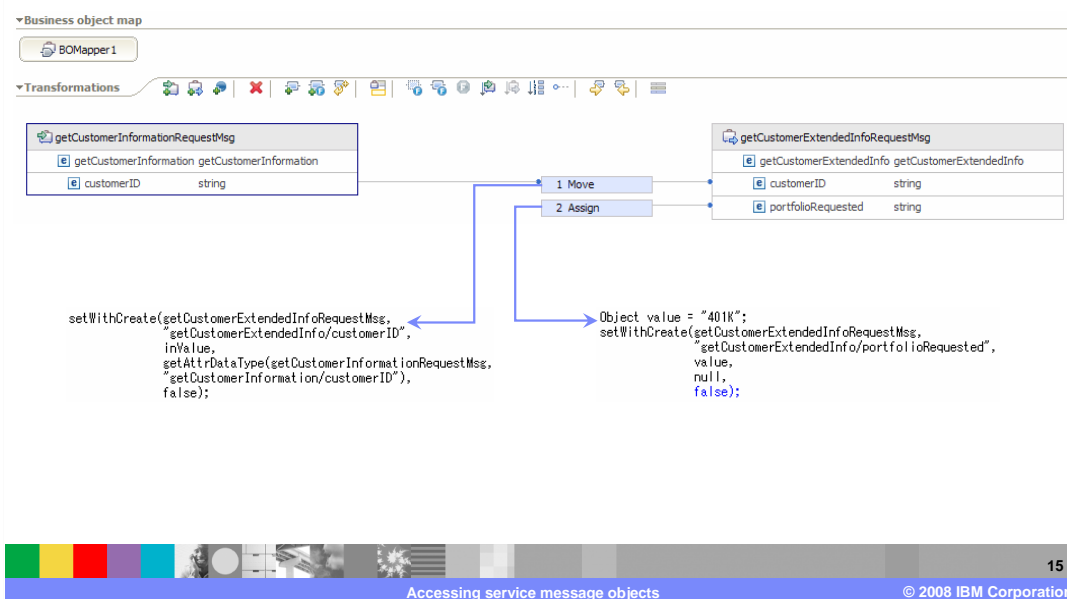 Business object map
BOMapper1
Transformations
getCustomerInformationRequestMsg
e getCustomerInformation getCustomerInformation
e customerID string
1 Move
2 Assign
getCustomerExtendedInfoRequestMsg
e getCustomerExtendedInfo getCustomerExtendedInfo
e customerID string
e portfolioRequested string
setWithCreate(getCustomerExtendedInfoRequestMsg,
"getCustomerExtendedInfo/customerID",
inValue,
getAttrDataType(getCustomerInformationRequestMsg,
"getCustomerInformation/customerID"),
false);
Object value = "401K";
setWithCreate(getCustomerExtendedInfoRequestMsg,
"getCustomerExtendedInfo/portfolioRequested",
value,
null,
false);
15
Accessing service message objects
© 2008 IBM Corporation